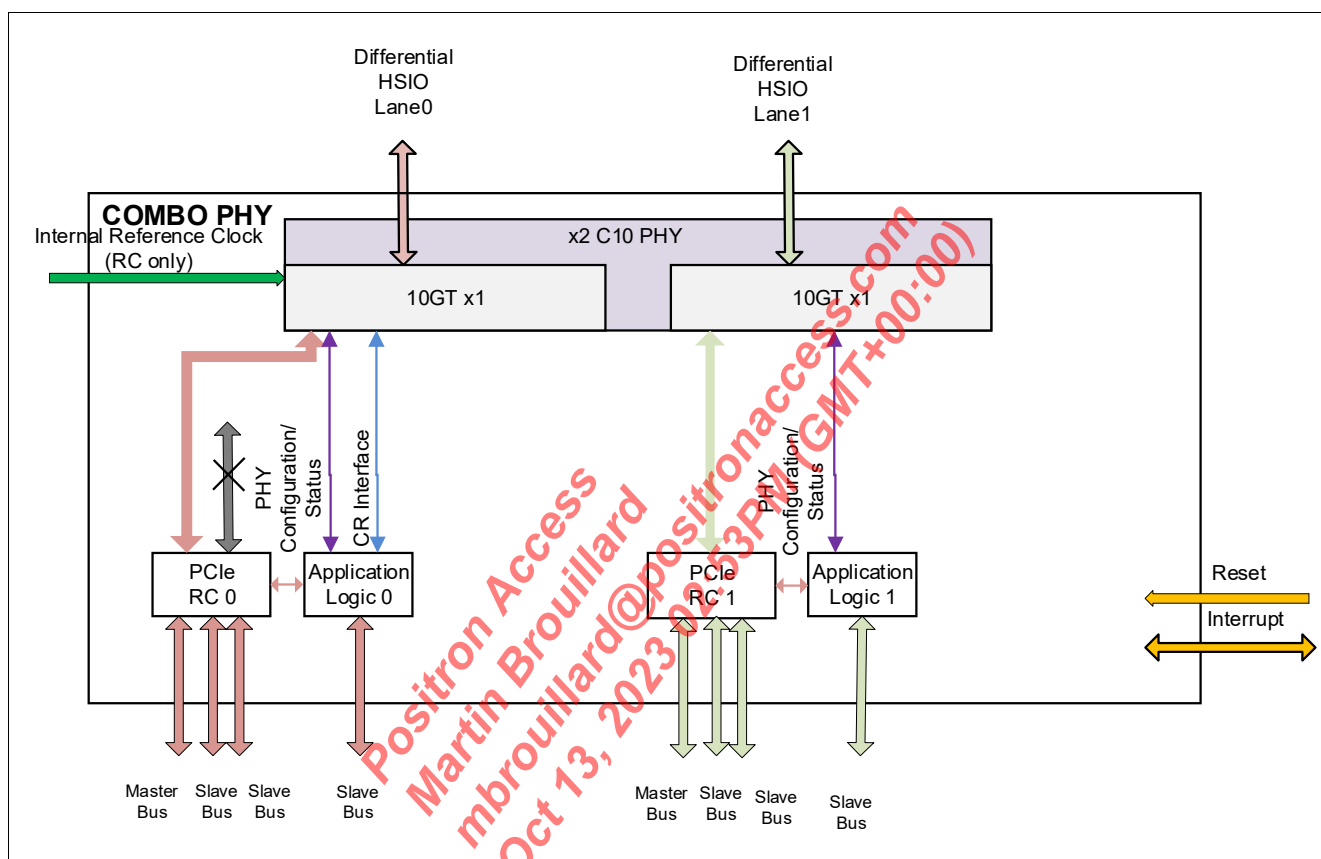 Differential
HSIO
Lane0
Differential
HSIO
Lane1
COMBO PHY
Internal Reference Clock
(RC only)
x2 C10 PHY
10GT x1
10GT x1
PHY
Configuration/
Status
CR Interface
PHY
Configuration/
Status
PCIe
RC 0
Application
Logic 0
PCIe
RC 1
Application
Logic 1
Reset
Interrupt
Master
Bus
Slave
Bus
Slave
Bus
Slave
Bus
Master
Bus
Slave
Bus
Slave
Bus
Slave
Bus
Positron Access
Martin Brouillard
mbrouillard@positronaccess.com
Oct 13, 2023 02:53PM (GMT+00:00)